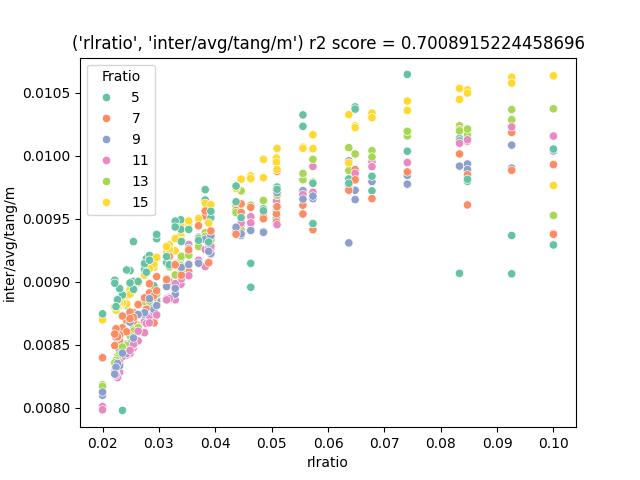 ('rlratio', 'inter/avg/tang/m') r2 score = 0.7008915224458696
Fratio
5
7
9
11
13
15
0.0105
0.0100
0.0095
0.0090
0.0085
0.0080
inter/avg/tang/m
0.02 0.03 0.04 0.05 0.06 0.07 0.08 0.09 0.10
rlratio